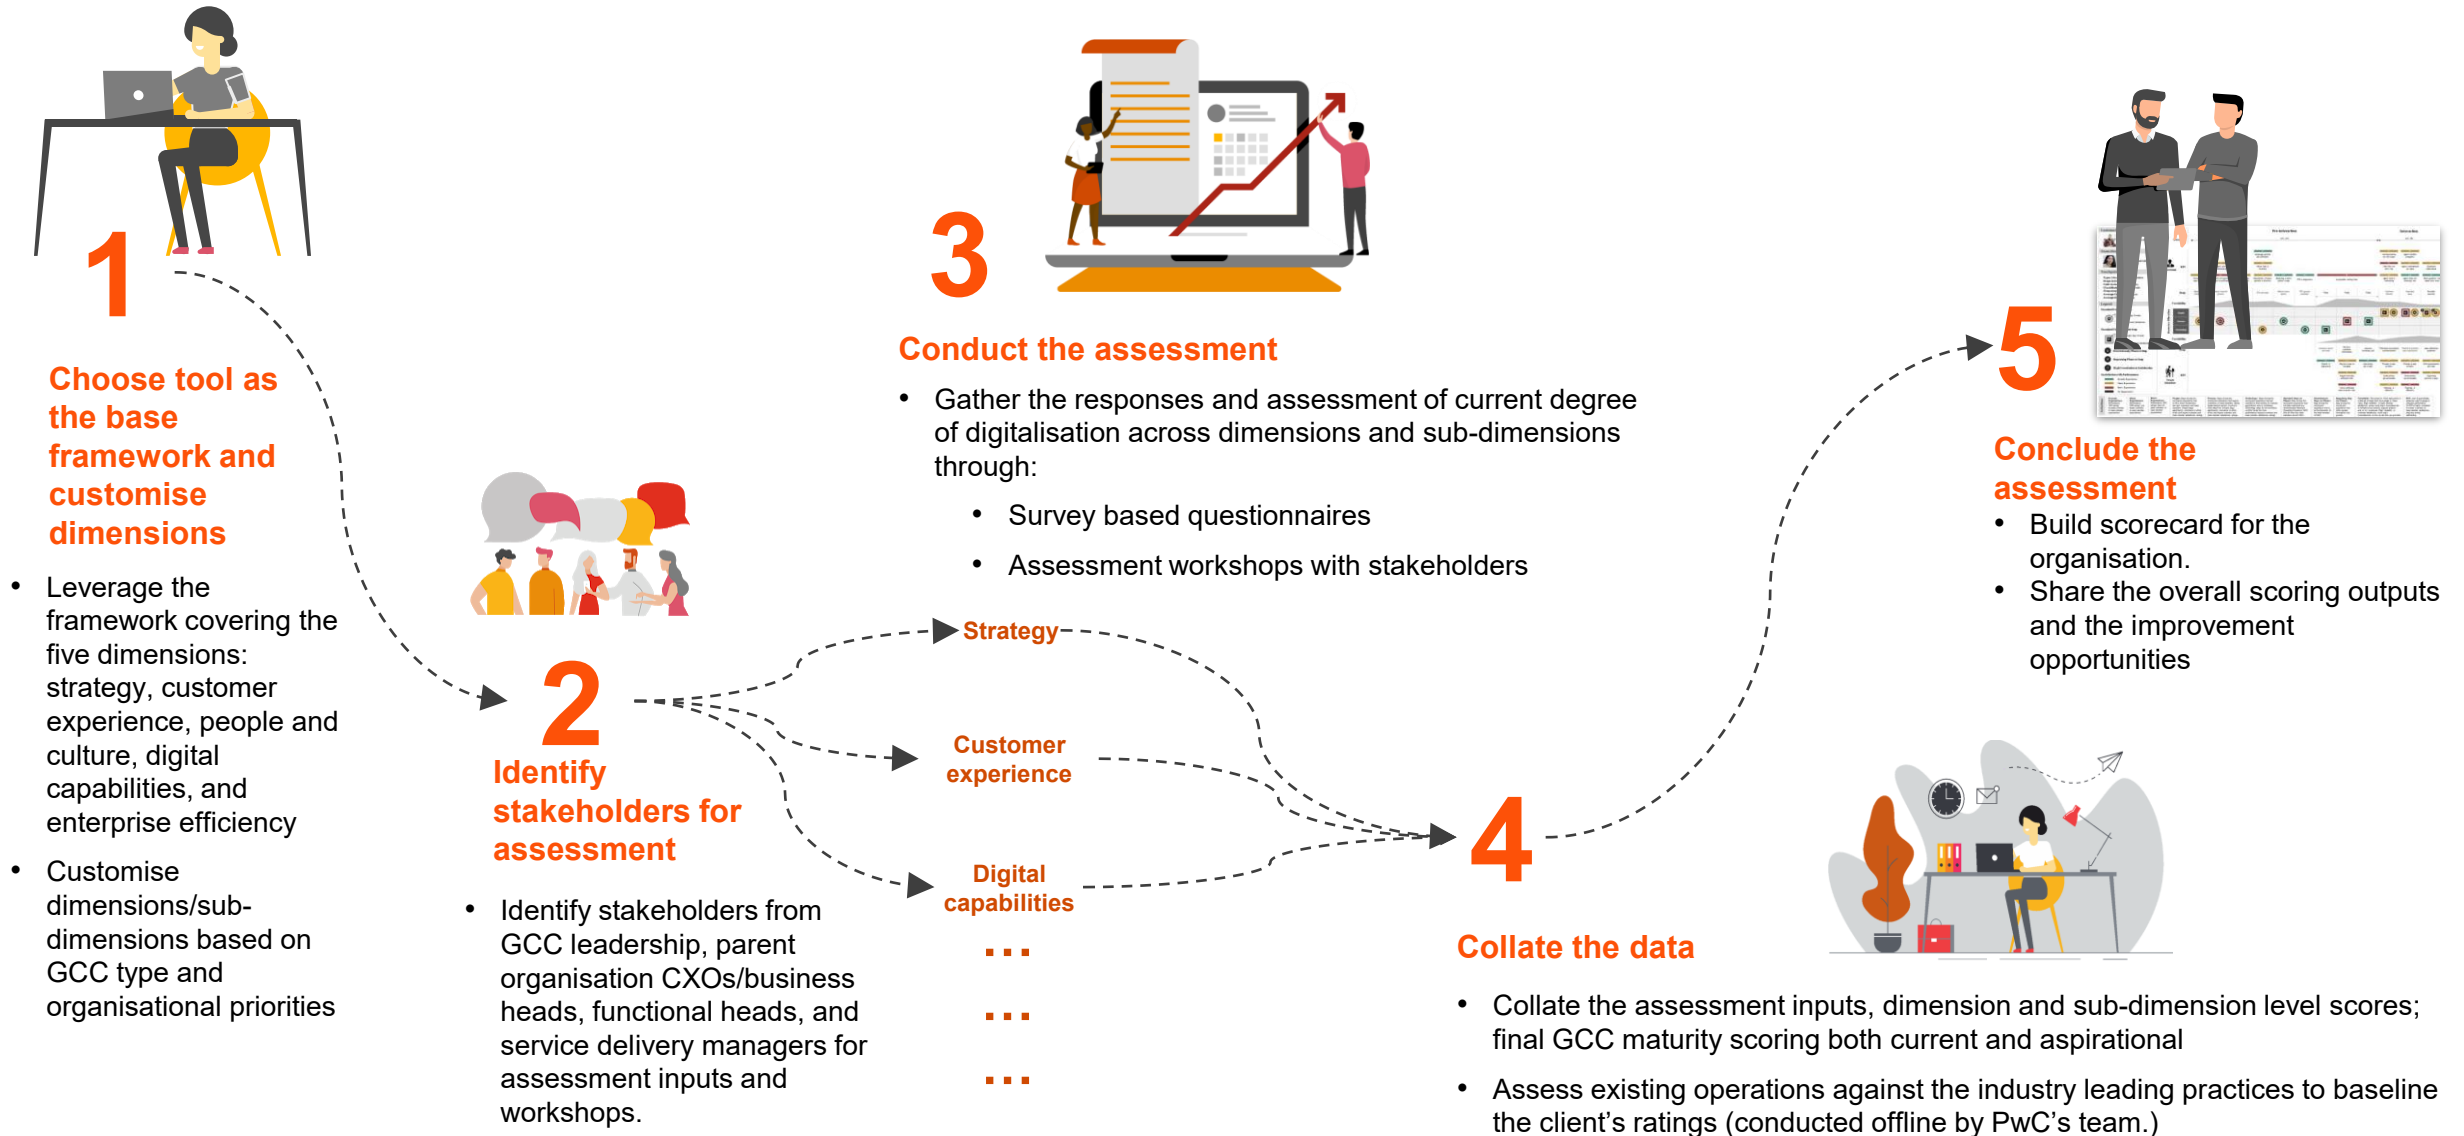 1
Choose tool as
the base
framework and
customise
dimensions
• Leverage the
framework covering the
five dimensions:
strategy, customer
experience, people and
culture, digital
capabilities, and
enterprise efficiency
• Customise
dimensions/sub-
dimensions based on
GCC type and
organisational priorities
2
Identify
stakeholders for
assessment
• Identify stakeholders from
GCC leadership, parent
organisation CXOs/business
heads, functional heads, and
service delivery managers for
assessment inputs and
workshops.
3
Conduct the assessment
• Gather the responses and assessment of current degree
of digitalisation across dimensions and sub-dimensions
through:
• Survey based questionnaires
• Assessment workshops with stakeholders
Strategy
Customer
experience
Digital
capabilities
...
...
...
4
Collate the data
• Collate the assessment inputs, dimension and sub-dimension level scores;
final GCC maturity scoring both current and aspirational
• Assess existing operations against the industry leading practices to baseline
the client's ratings (conducted offline by PwC's team.)
5
Conclude the
assessment
• Build scorecard for the
organisation.
• Share the overall scoring outputs
and the improvement
opportunities